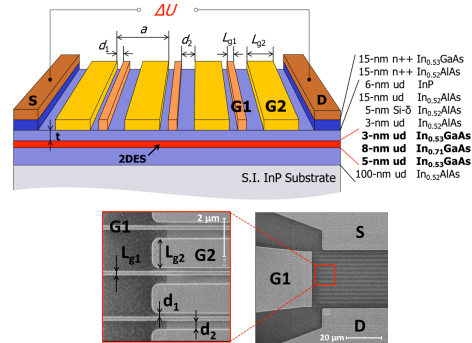 ΔU
a
d1
d2
Lg1
Lg2
S
G1
G2
D
t
2DES
S.I. InP Substrate
15-nm n++ In0.53GaAs
15-nm n++ In0.52AlAs
6-nm ud InP
15-nm ud In0.52AlAs
5-nm Si-δ In0.52AlAs
3-nm ud In0.52AlAs
3-nm ud In0.53GaAs
8-nm ud In0.71GaAs
5-nm ud In0.53GaAs
100-nm ud In0.52AlAs
G1
2 µm
Lg1
Lg2
G2
d1
d2
S
G1
D
20 µm